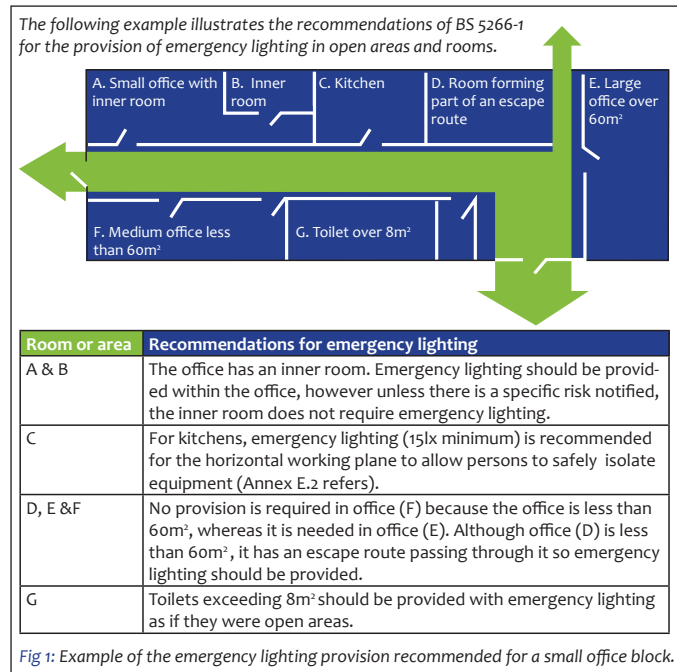 The following example illustrates the recommendations of BS 5266-1
for the provision of emergency lighting in open areas and rooms.
A. Small office with
inner room
B. Inner
room
C. Kitchen
D. Room forming
part of an escape
route
E. Large
office over
60m²
F. Medium office less
than 60m²
G. Toilet over 8m²
Room or area
Recommendations for emergency lighting
A & B
The office has an inner room. Emergency lighting should be provid-
ed within the office, however unless there is a specific risk notified,
the inner room does not require emergency lighting.
C
For kitchens, emergency lighting (15lx minimum) is recommended
for the horizontal working plane to allow persons to safely isolate
equipment (Annex E.2 refers).
D, E &F
No provision is required in office (F) because the office is less than
60m², whereas it is needed in office (E). Although office (D) is less
than 60m², it has an escape route passing through it so emergency
lighting should be provided.
G
Toilets exceeding 8m² should be provided with emergency lighting
as if they were open areas.
Fig 1: Example of the emergency lighting provision recommended for a small office block.